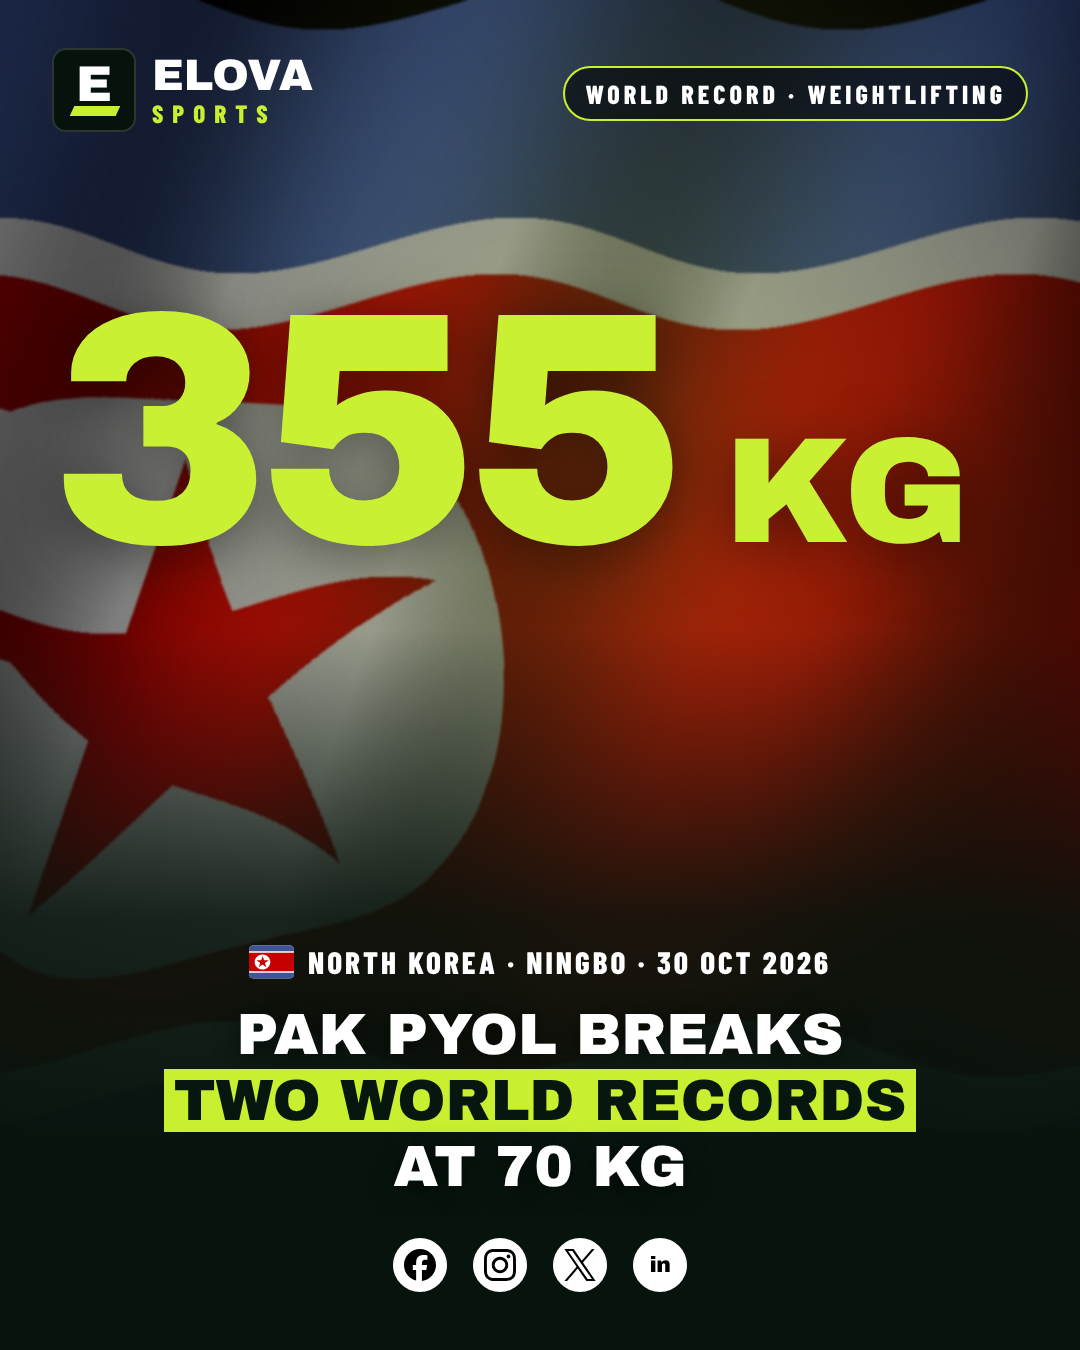 E
ELOVA
SPORTS
WORLD RECORD · WEIGHTLIFTING
355 KG
NORTH KOREA · NINGBO · 30 OCT 2026
PAK PYOL BREAKS
TWO WORLD RECORDS
AT 70 KG
in